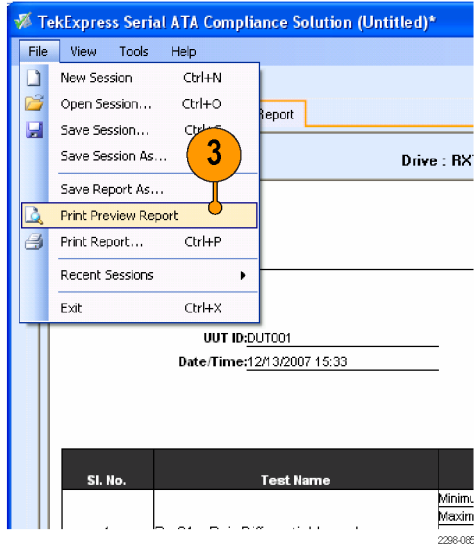 TekExpress Serial ATA Compliance Solution (Untitled)*
File View Tools Help
New Session Ctrl+N
Open Session... Ctrl+O
Report
Save Session...
Save Session As...
3
Drive : RX
Save Report As...
Print Preview Report
Print Report... Ctrl+P
Recent Sessions
Exit Ctrl+X
UUT ID:DUT001
Date/Time:12/13/2007 15:33
Sl. No. Test Name
Minimu
Maxim
2298-085